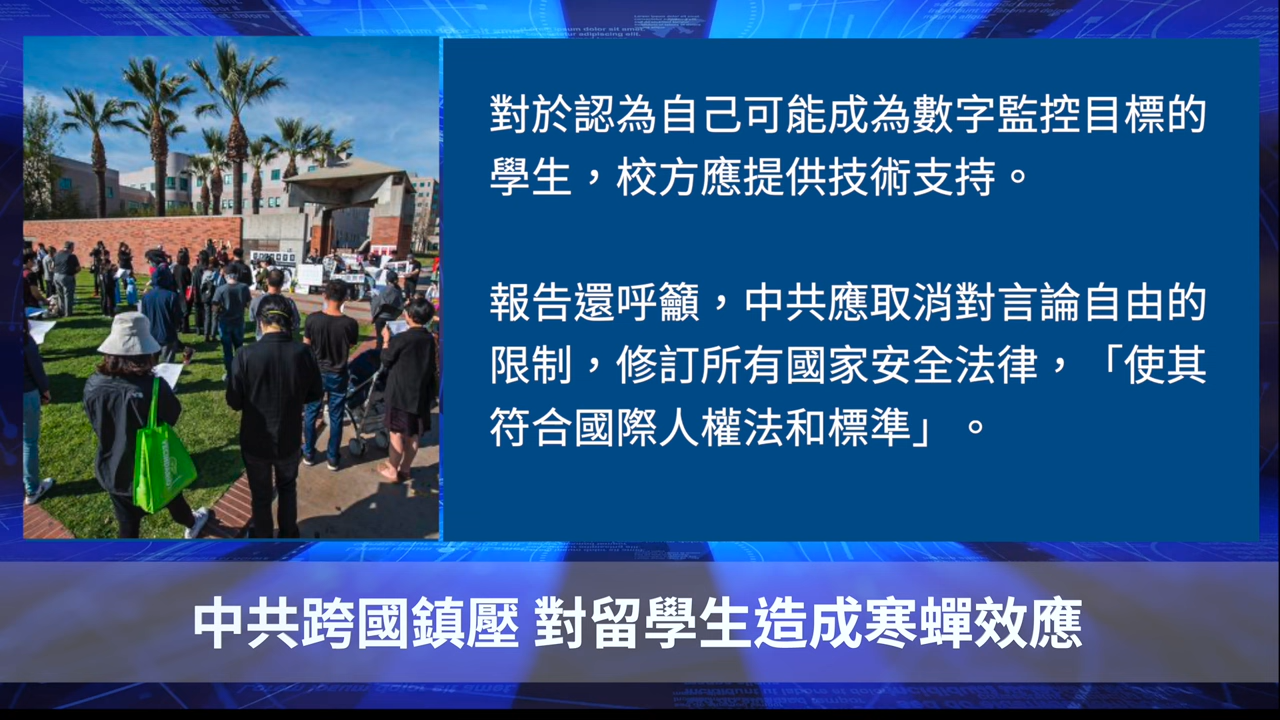 對於認為自己可能成為數字監控目標的
學生，校方應提供技術支持。
報告還呼籲，中共應取消對言論自由的
限制，修訂所有國家安全法律，「使其
符合國際人權法和標準」。
中共跨國鎮壓 對留學生造成寒蟬效應